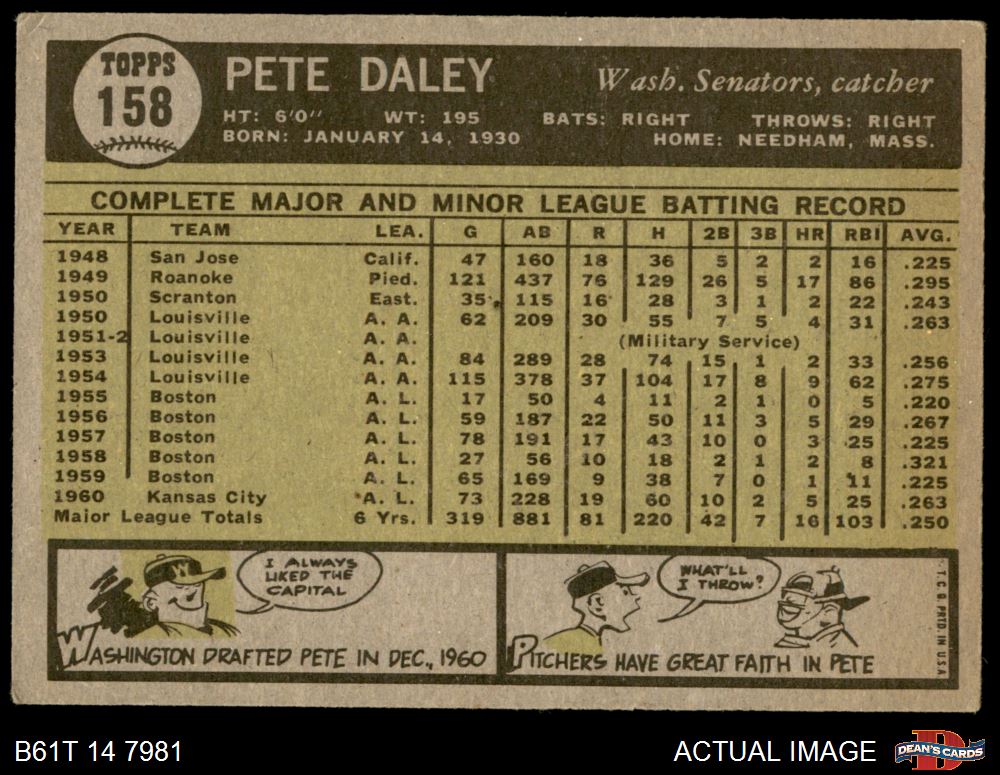 TOPPS
158
PETE DALEY Wash. Senators, catcher
HT: 6'0" WT: 195 BATS: RIGHT THROWS: RIGHT
BORN: JANUARY 14, 1930 HOME: NEEDHAM, MASS.
COMPLETE MAJOR AND MINOR LEAGUE BATTING RECORD
YEAR TEAM LEA. G AB R H 2B 3B HR RBI AVG.
1948 San Jose Calif. 47 160 18 36 5 2 2 16 .225
1949 Roanoke Pied. 121 437 76 129 26 5 17 86 .295
1950 Scranton East. 35 115 16 28 3 1 2 22 .243
1950 Louisville A. A. 62 209 30 55 7 5 4 31 .263
1951-2 Louisville A. A. (Military Service)
1953 Louisville A. A. 84 289 28 74 15 1 2 33 .256
1954 Louisville A. A. 115 378 37 104 17 8 9 62 .275
1955 Boston A. L. 17 50 4 11 2 1 0 5 .220
1956 Boston A. L. 59 187 22 50 11 3 5 29 .267
1957 Boston A. L. 78 191 17 43 10 0 3 25 .225
1958 Boston A. L. 27 56 10 18 2 1 2 8 .321
1959 Boston A. L. 65 169 9 38 7 0 1 11 .225
1960 Kansas City A. L. 73 228 19 60 10 2 5 25 .263
Major League Totals 6 Yrs. 319 881 81 220 42 7 16 103 .250
W
I ALWAYS
LIKED THE
CAPITAL
WASHINGTON DRAFTED PETE IN DEC., 1960
WHAT'LL
I THROW?
PITCHERS HAVE GREAT FAITH IN PETE
T. C. G. PRTD. IN U.S.A.
B61T 14 7981
ACTUAL IMAGE
D
DEAN'S CARDS